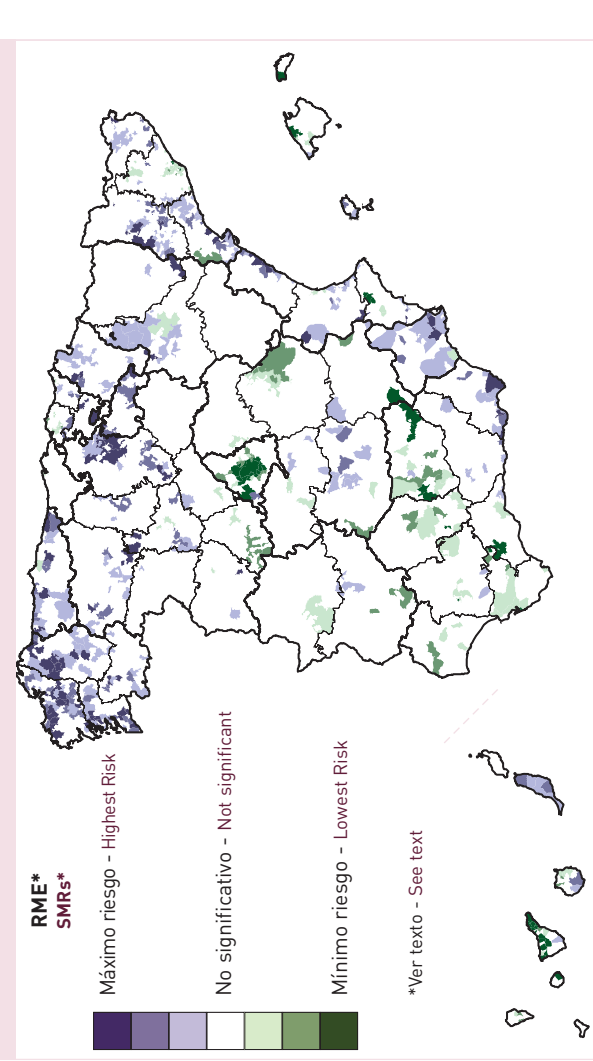 RME*
SMRs*
Máximo riesgo - Highest Risk
No significativo - Not significant
Mínimo riesgo - Lowest Risk
*Ver texto - See text